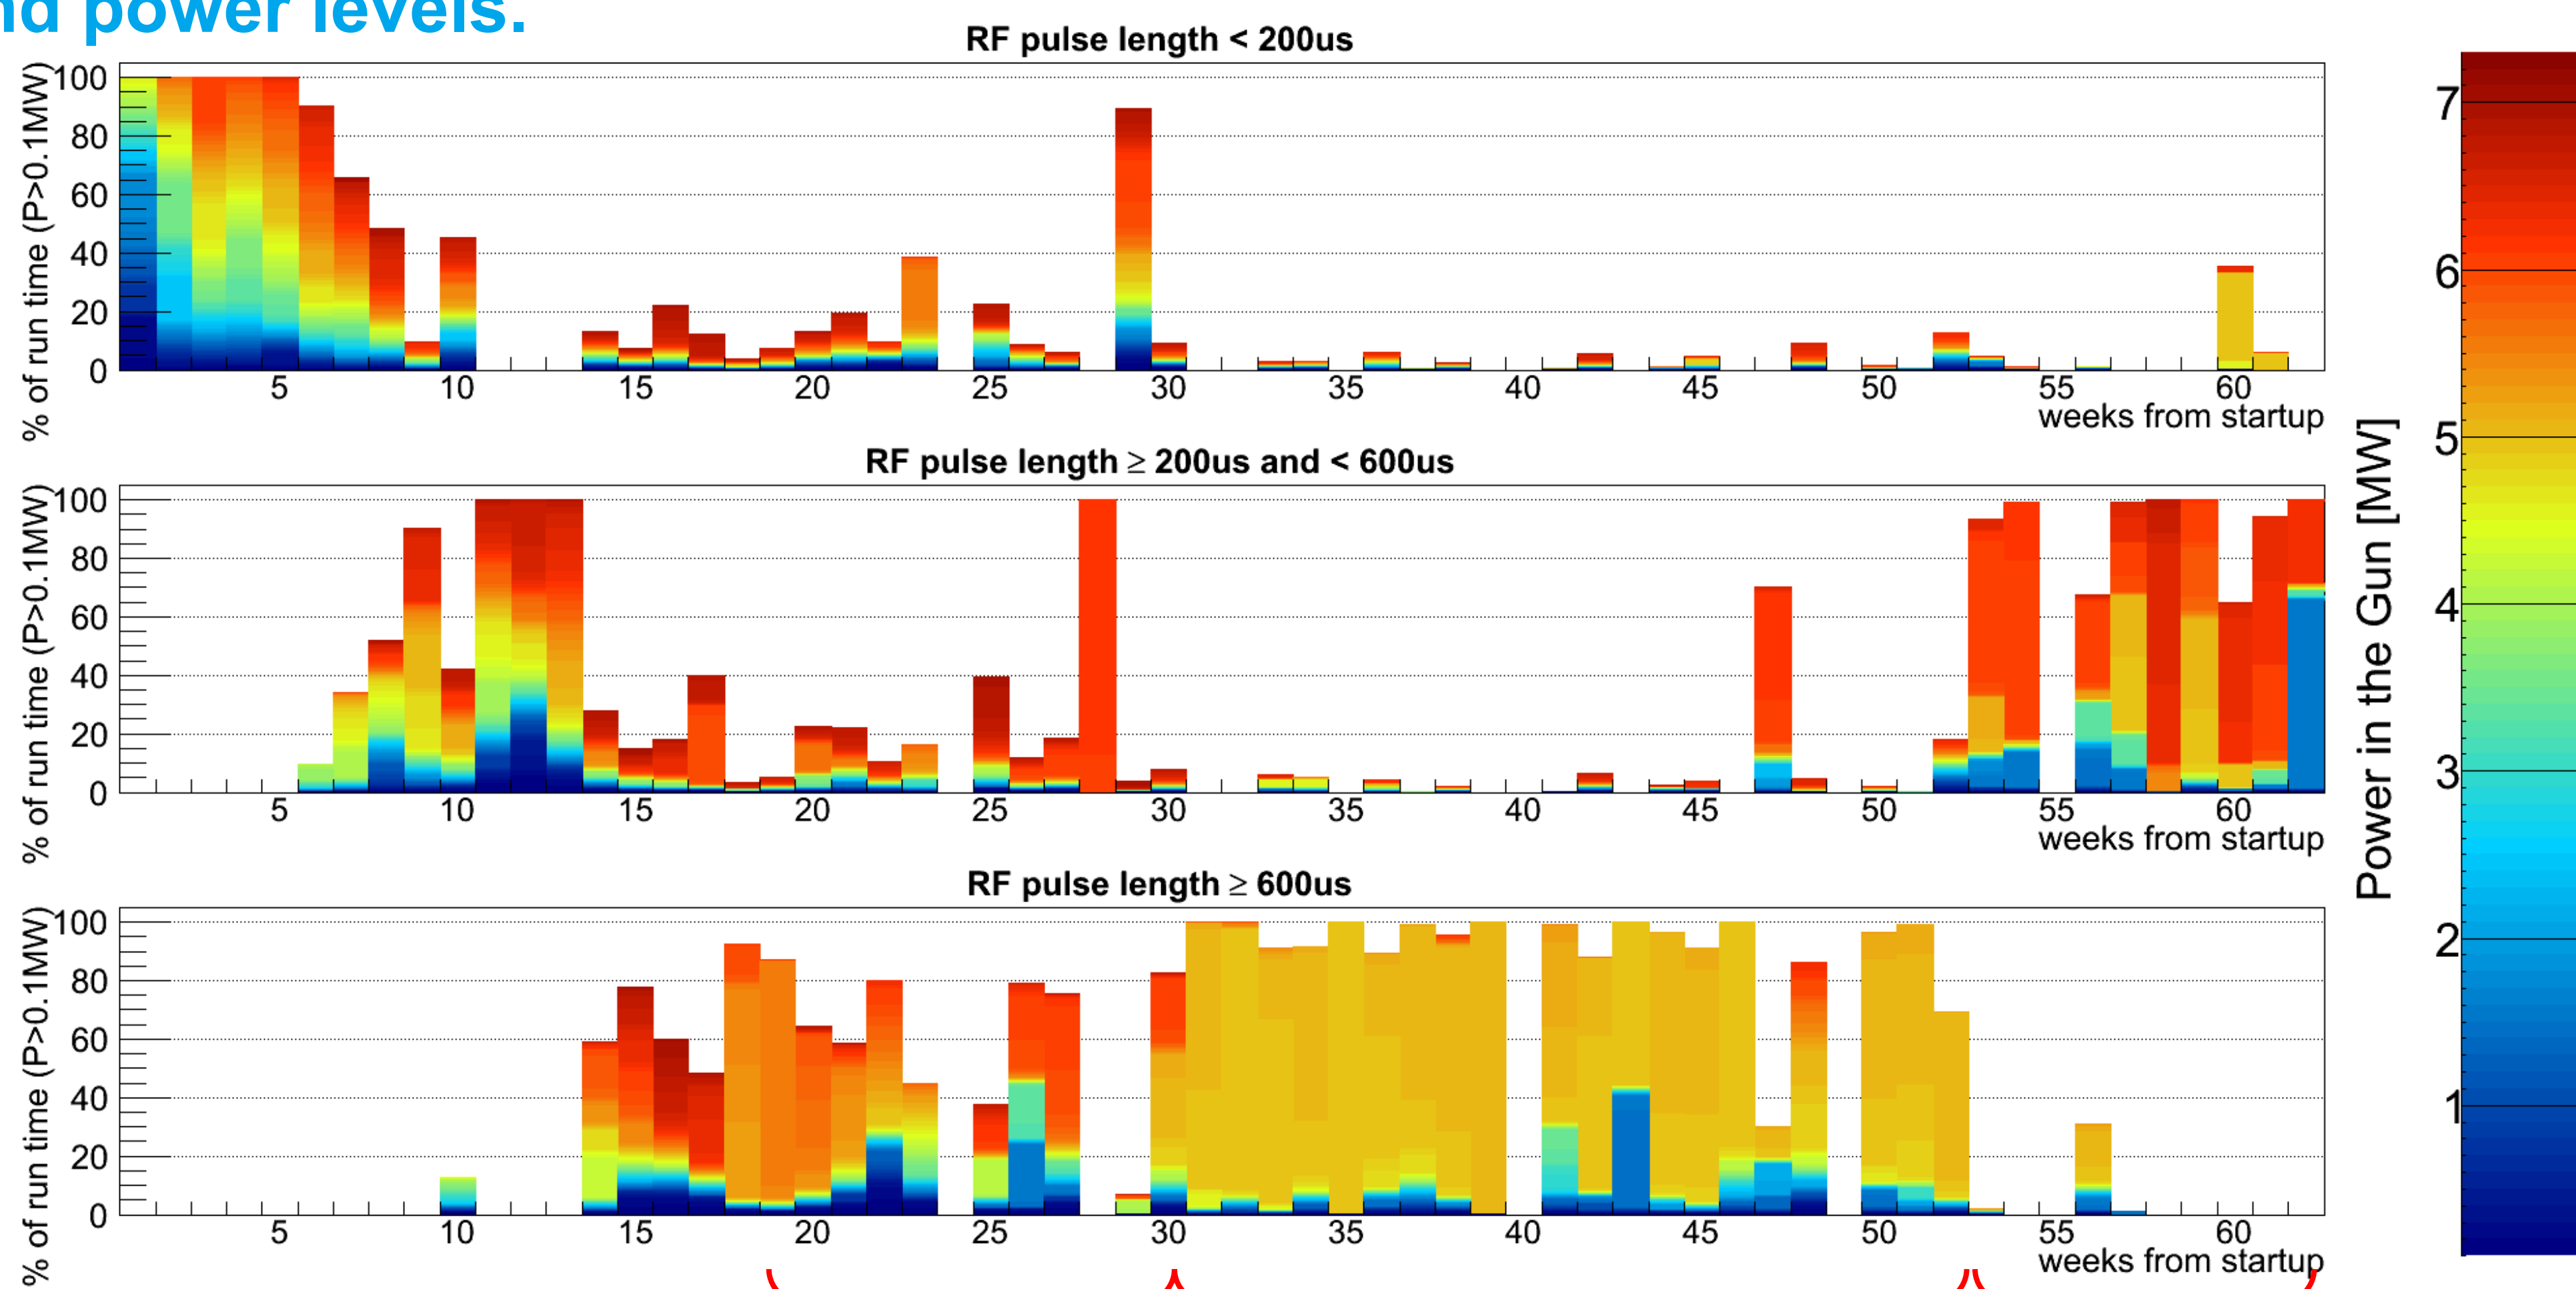 nd power levels.
RF pulse length < 200us
% of run time (P>0.1MW)
100
80
60
40
20
0
5 10 15 20 25 30 35 40 45 50 55 60
weeks from startup
RF pulse length ≥ 200us and < 600us
% of run time (P>0.1MW)
100
80
60
40
20
0
5 10 15 20 25 30 35 40 45 50 55 60
weeks from startup
RF pulse length ≥ 600us
% of run time (P>0.1MW)
100
80
60
40
20
0
5 10 15 20 25 30 35 40 45 50 55 60
weeks from startup
Power in the Gun [MW]
7
6
5
4
3
2
1